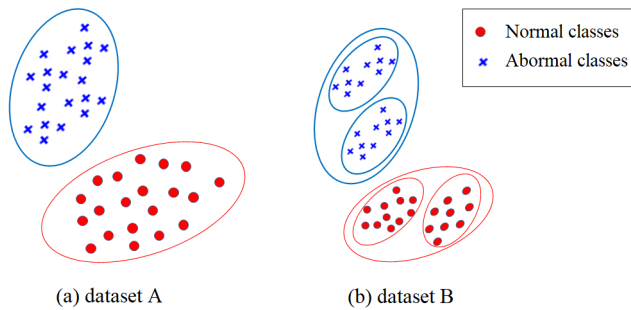 Normal classes
Abormal classes
(a) dataset A
(b) dataset B